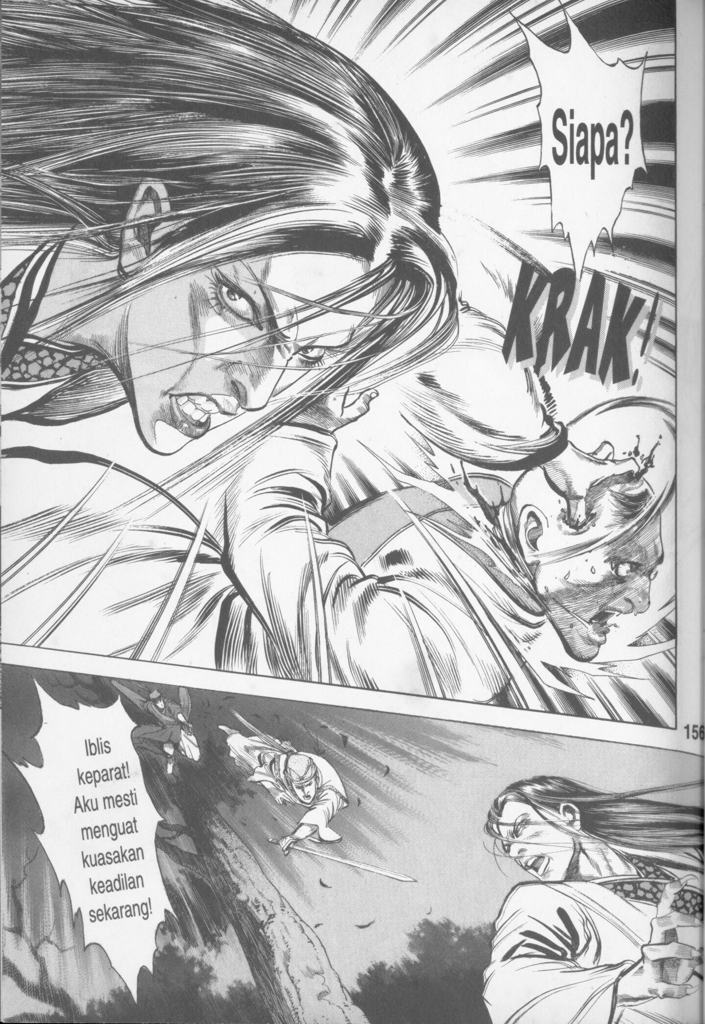 Siapa?
KRAK!
Iblis
keparat!
Aku mesti
menguat
kuasakan
keadilan
sekarang!
156